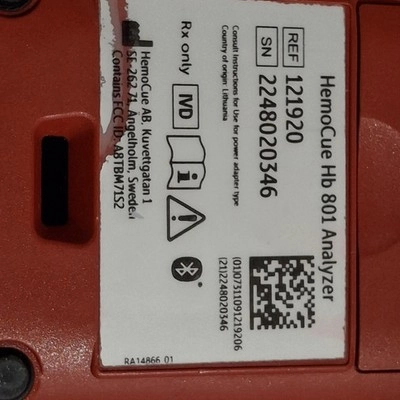 HemoCue Hb 801 Analyzer
REF 121920
SN 2248020346
(01)07311091219206
(21)2248020346
Consult Instructions for Use for power adapter type
Country of origin: Lithuania
Rx only IVD
HemoCue AB, Kuvettgatan 1
SE-262 71, Ängelholm, Sweden
Contains FCC ID: A8TBM71S2
RA14866 01